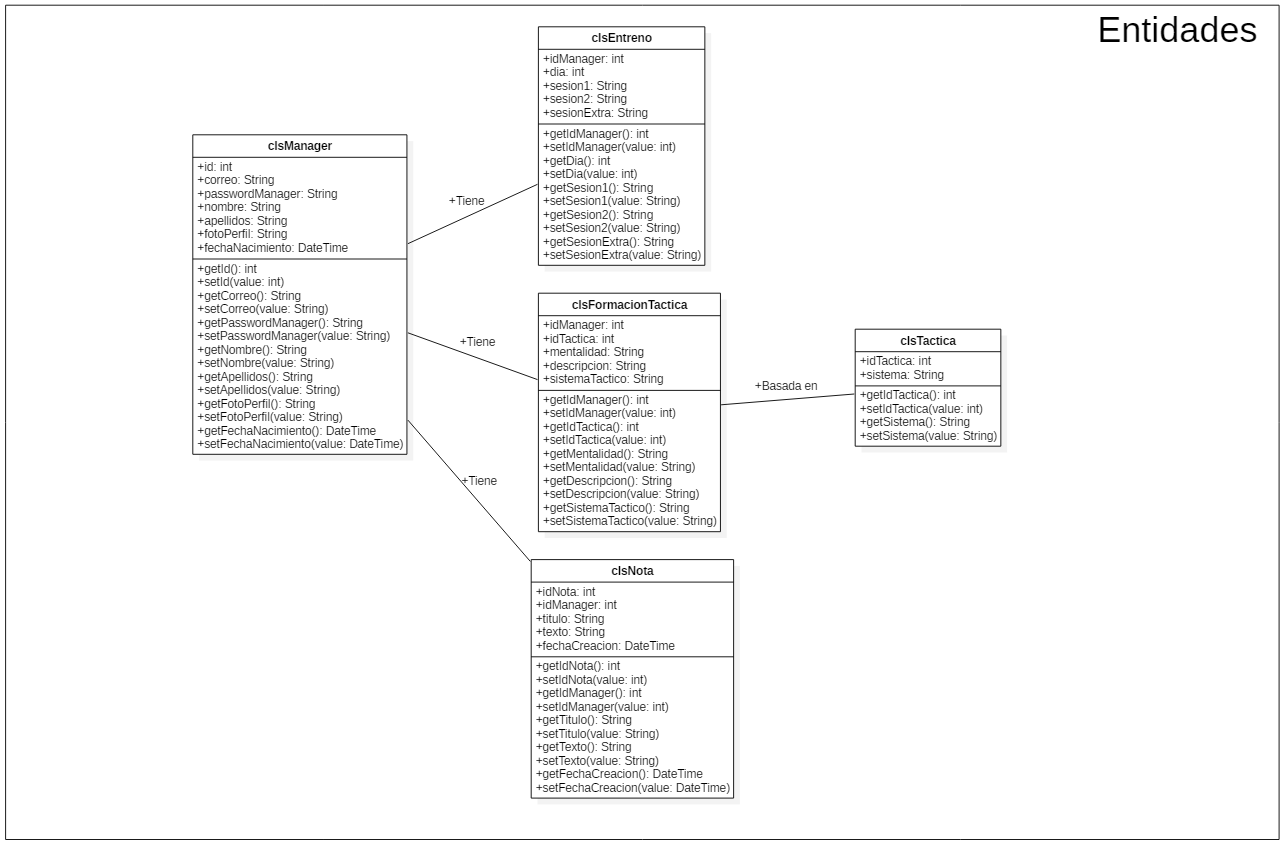 Entidades
clsEntreno
+idManager: int
+dia: int
+sesion1: String
+sesion2: String
+sesionExtra: String
+getIdManager(): int
+setIdManager(value: int)
+getDia(): int
+setDia(value: int)
+getSesion1(): String
+setSesion1(value: String)
+getSesion2(): String
+setSesion2(value: String)
+getSesionExtra(): String
+setSesionExtra(value: String)
clsManager
+id: int
+correo: String
+passwordManager: String
+nombre: String
+apellidos: String
+fotoPerfil: String
+fechaNacimiento: DateTime
+getId(): int
+setId(value: int)
+getCorreo(): String
+setCorreo(value: String)
+getPasswordManager(): String
+setPasswordManager(value: String)
+getNombre(): String
+setNombre(value: String)
+getApellidos(): String
+setApellidos(value: String)
+getFotoPerfil(): String
+setFotoPerfil(value: String)
+getFechaNacimiento(): DateTime
+setFechaNacimiento(value: DateTime)
+Tiene
+Tiene
+Tiene
clsFormacionTactica
+idManager: int
+idTactica: int
+mentalidad: String
+descripcion: String
+sistemaTactico: String
+getIdManager(): int
+setIdManager(value: int)
+getIdTactica(): int
+setIdTactica(value: int)
+getMentalidad(): String
+setMentalidad(value: String)
+getDescripcion(): String
+setDescripcion(value: String)
+getSistemaTactico(): String
+setSistemaTactico(value: String)
+Basada en
clsTactica
+idTactica: int
+sistema: String
+getIdTactica(): int
+setIdTactica(value: int)
+getSistema(): String
+setSistema(value: String)
clsNota
+idNota: int
+idManager: int
+titulo: String
+texto: String
+fechaCreacion: DateTime
+getIdNota(): int
+setIdNota(value: int)
+getIdManager(): int
+setIdManager(value: int)
+getTitulo(): String
+setTitulo(value: String)
+getTexto(): String
+setTexto(value: String)
+getFechaCreacion(): DateTime
+setFechaCreacion(value: DateTime)